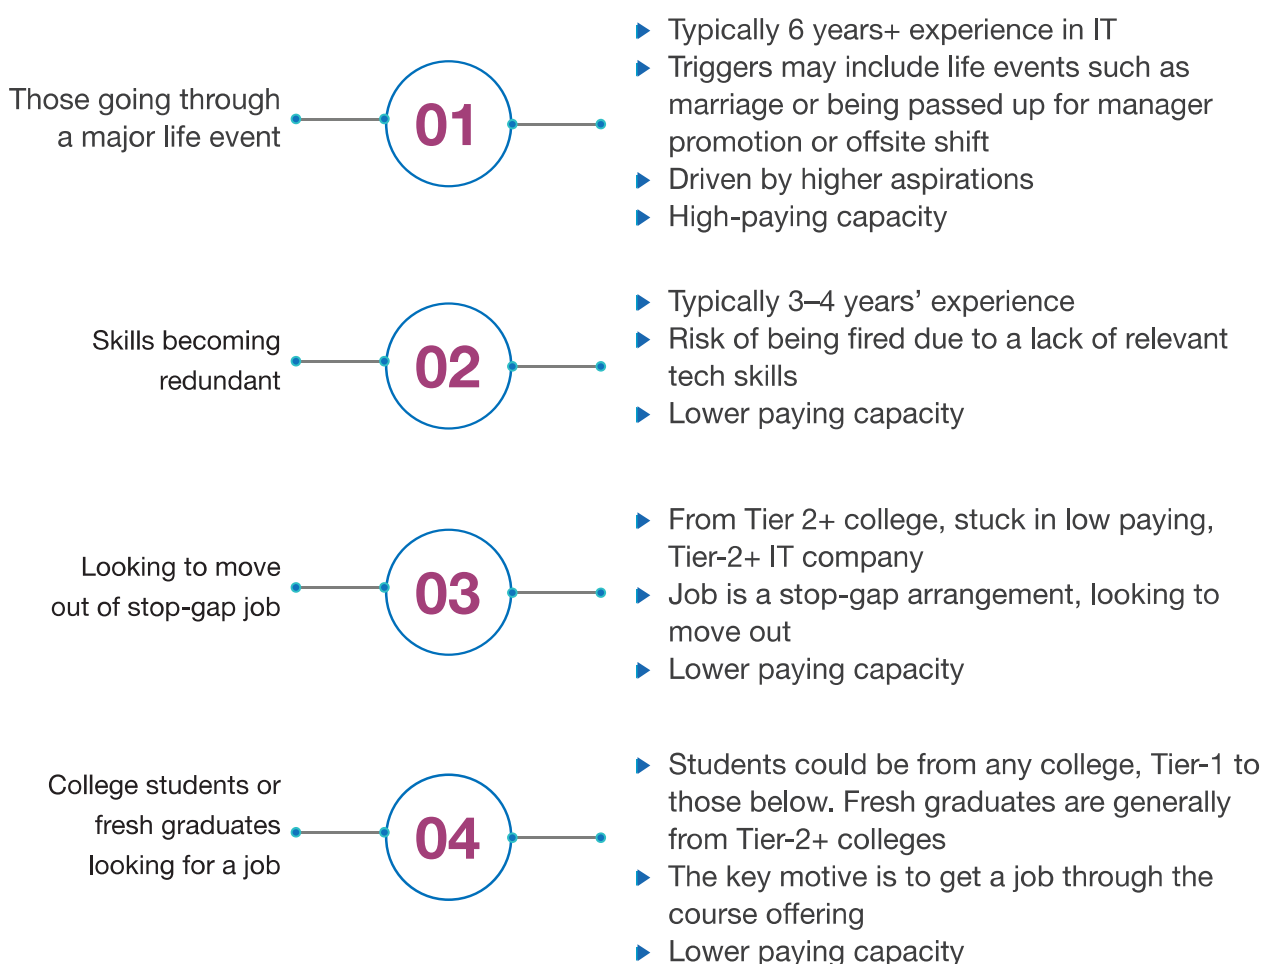 Those going through
a major life event
01
Typically 6 years+ experience in IT
Triggers may include life events such as
marriage or being passed up for manager
promotion or offsite shift
Driven by higher aspirations
High-paying capacity
Skills becoming
redundant
02
Typically 3–4 years’ experience
Risk of being fired due to a lack of relevant
tech skills
Lower paying capacity
Looking to move
out of stop-gap job
03
From Tier 2+ college, stuck in low paying,
Tier-2+ IT company
Job is a stop-gap arrangement, looking to
move out
Lower paying capacity
College students or
fresh graduates
looking for a job
04
Students could be from any college, Tier-1 to
those below. Fresh graduates are generally
from Tier-2+ colleges
The key motive is to get a job through the
course offering
Lower paying capacity